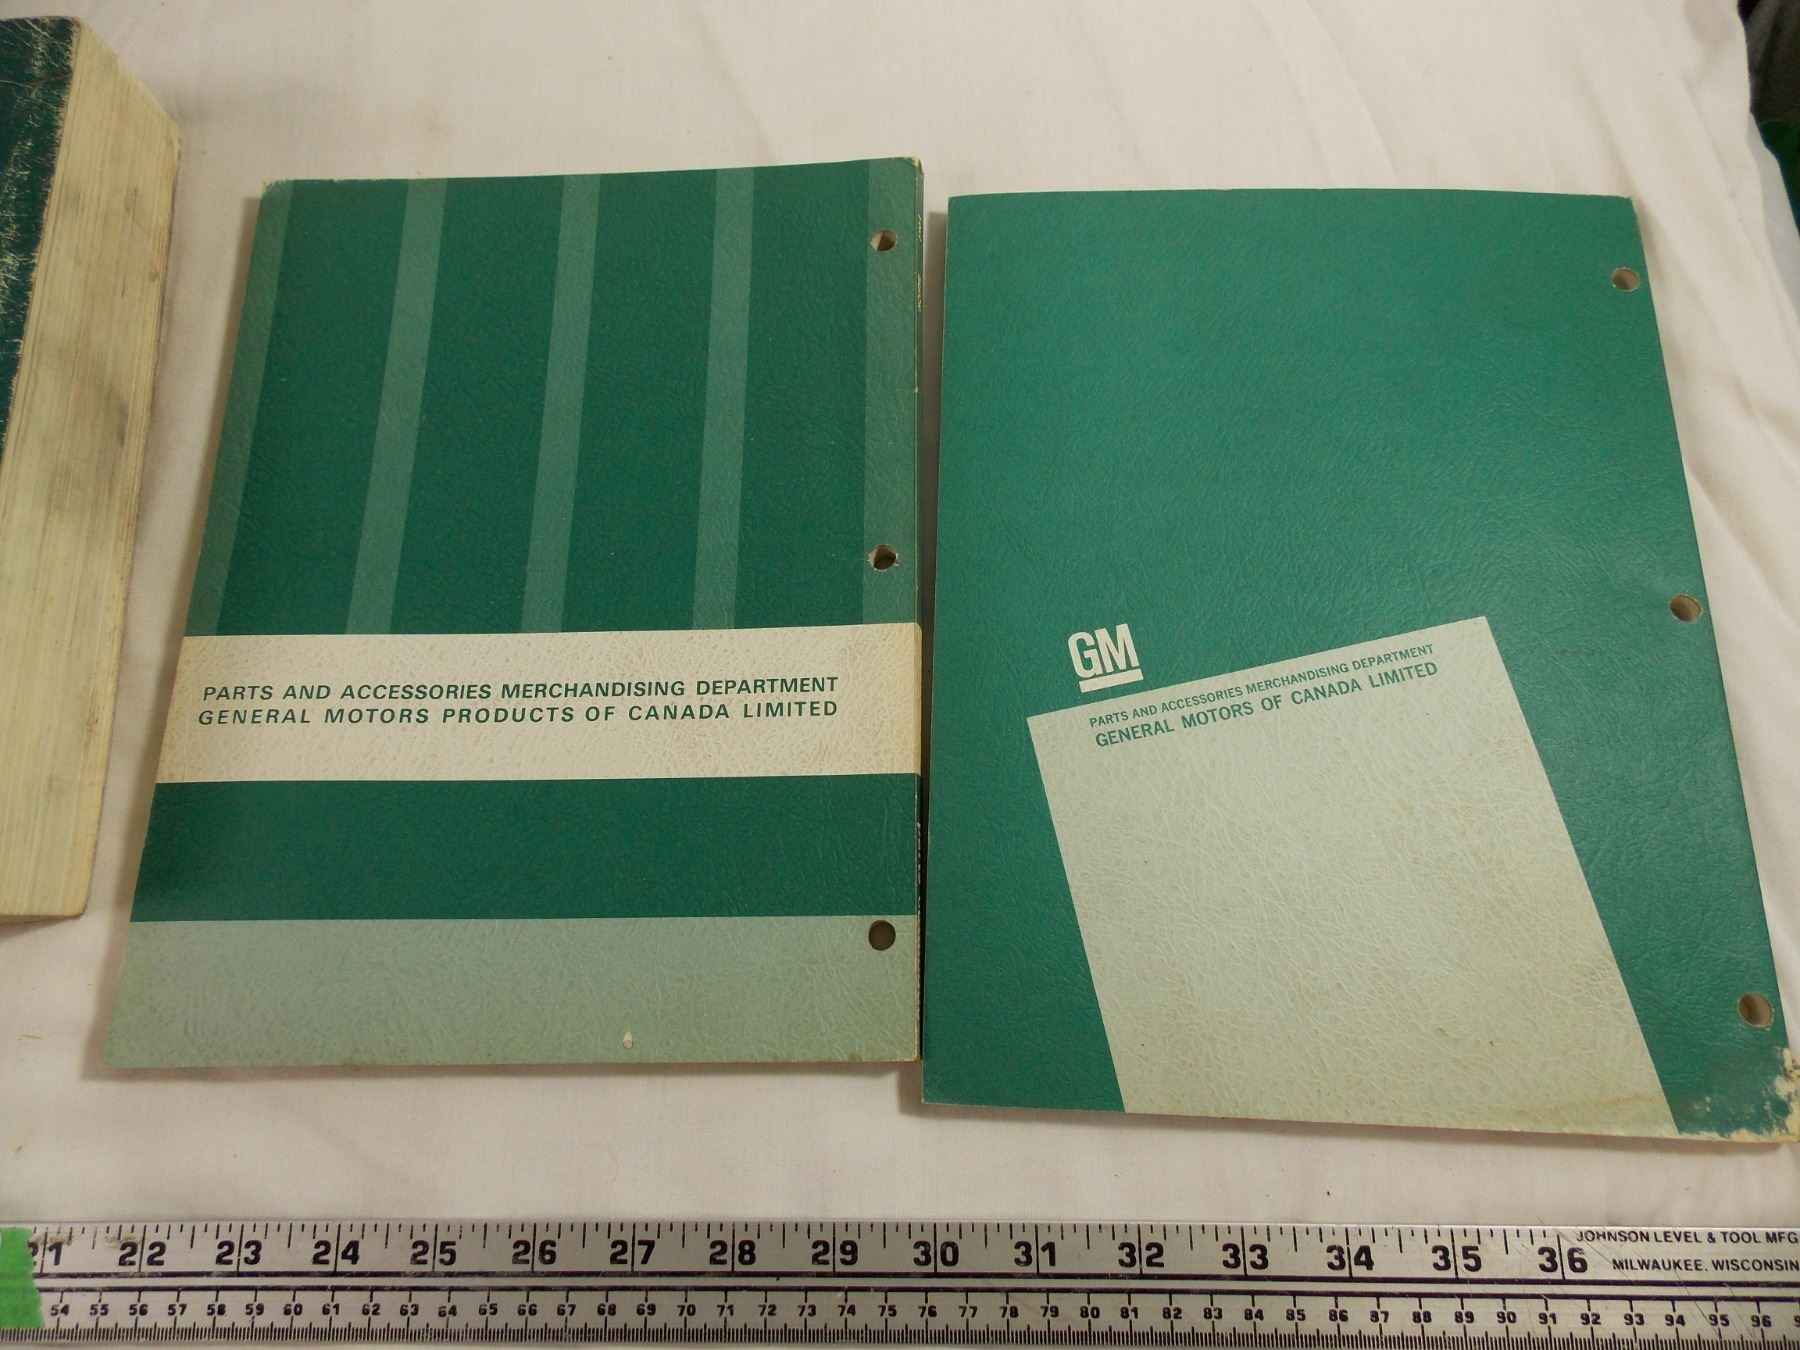 PARTS AND ACCESSORIES MERCHANDISING DEPARTMENT
GENERAL MOTORS PRODUCTS OF CANADA LIMITED
GM
PARTS AND ACCESSORIES MERCHANDISING DEPARTMENT
GENERAL MOTORS OF CANADA LIMITED
21 22 23 24 25 26 27 28 29 30 31 32 33 34 35 36
JOHNSON LEVEL & TOOL MFG
MILWAUKEE, WISCONSIN
54 55 56 57 58 59 60 61 62 63 64 65 66 67 68 69 70 71 72 73 74 75 76 77 78 79 80 81 82 83 84 85 86 87 88 89 90 91 92 93 94 95 96